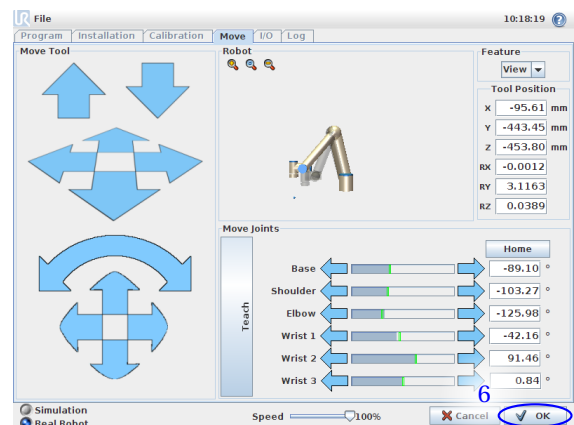 File
10:18:19
Program Installation Calibration Move I/O Log
Move Tool
Robot
Feature
View
Tool Position
X -95.61 mm
Y -443.45 mm
Z -453.80 mm
RX -0.0012
RY 3.1163
RZ 0.0389
Move Joints
Teach
Home
Base -89.10 °
Shoulder -103.27 °
Elbow -125.98 °
Wrist 1 -42.16 °
Wrist 2 91.46 °
Wrist 3 0.84 °
6
Simulation
Real Robot
Speed 100%
Cancel
OK